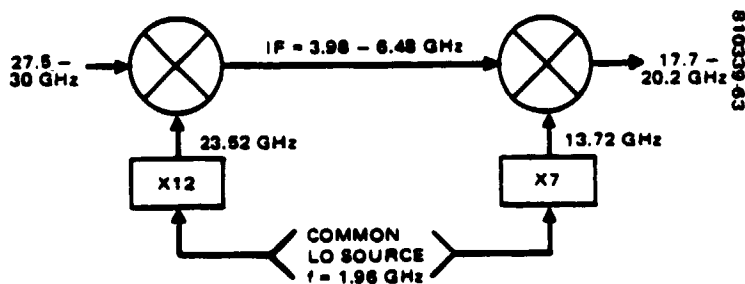 27.5 –
30 GHz
IF = 3.98 – 6.48 GHz
17.7 –
20.2 GHz
23.52 GHz
13.72 GHz
X12
X7
COMMON
LO SOURCE
f = 1.96 GHz
810339-63